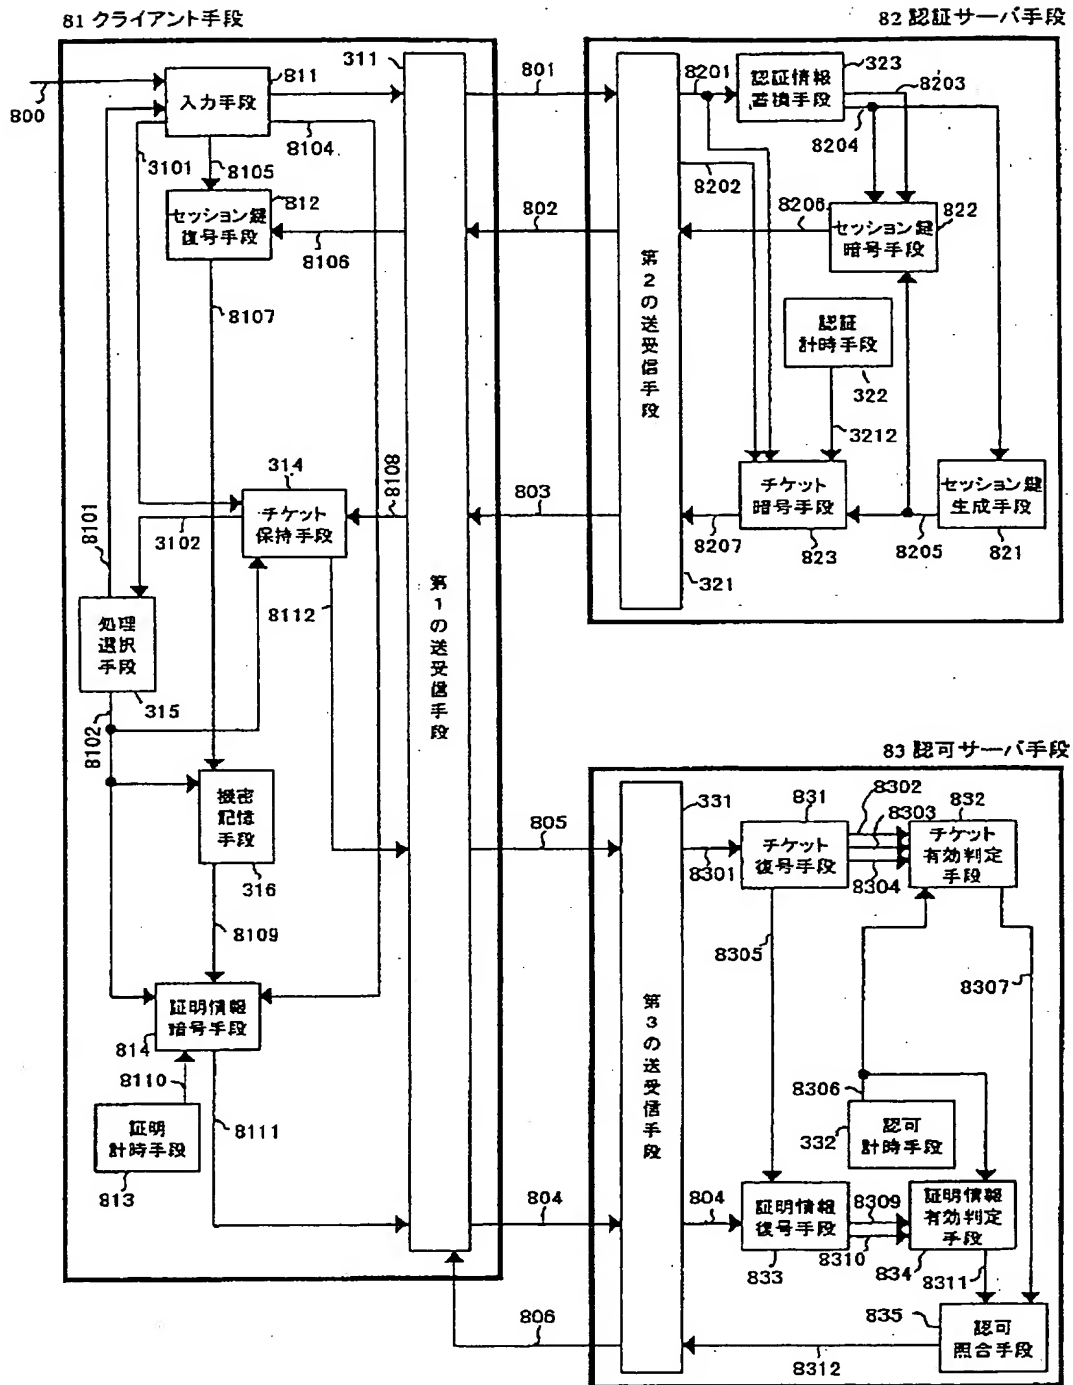 81 クライアント手段
82 認証サーバ手段
800
入力手段
811
311
801
8201
認証情報
蓄積手段
323
8203
8204
3101
8105
8104
8202
セッション鍵
復号手段
812
8106
802
8206
セッション鍵
暗号手段
822
8107
認証
計時手段
322
3212
第2の送受信手段
314
チケット
保持手段
8108
803
チケット
暗号手段
823
8207
セッション鍵
生成手段
821
8205
321
8101
3102
8112
第1の送受信手段
処理
選択
手段
315
8102
83 認可サーバ手段
機密
記憶
手段
316
805
331
8301
831
チケット
復号手段
8302
8303
8304
832
チケット
有効判定
手段
8305
8307
8109
第3の送受信手段
証明情報
暗号手段
814
8110
証明
計時手段
813
8111
8306
認可
計時手段
332
804
804
証明情報
復号手段
833
8309
8310
証明情報
有効判定
手段
834
8311
806
835
認可
照合手段
8312